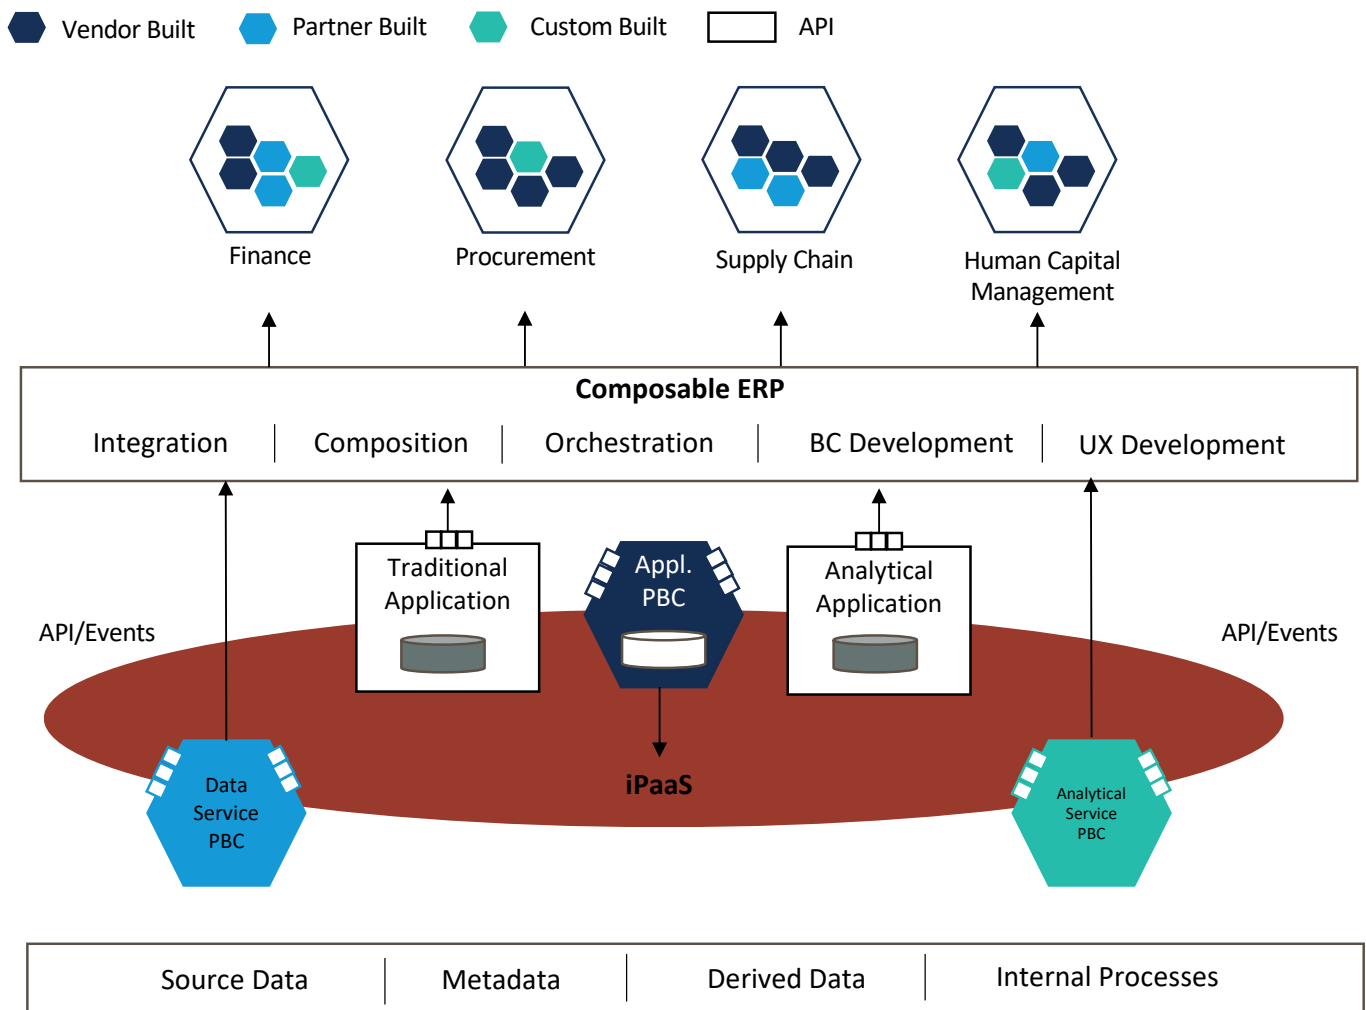 Vendor Built
Partner Built
Custom Built
API
Finance
Procurement
Supply Chain
Human Capital
Management
Composable ERP
Integration
Composition
Orchestration
BC Development
UX Development
Traditional
Application
Appl.
PBC
Analytical
Application
API/Events
API/Events
iPaaS
Data
Service
PBC
Analytical
Service
PBC
Source Data
Metadata
Derived Data
Internal Processes